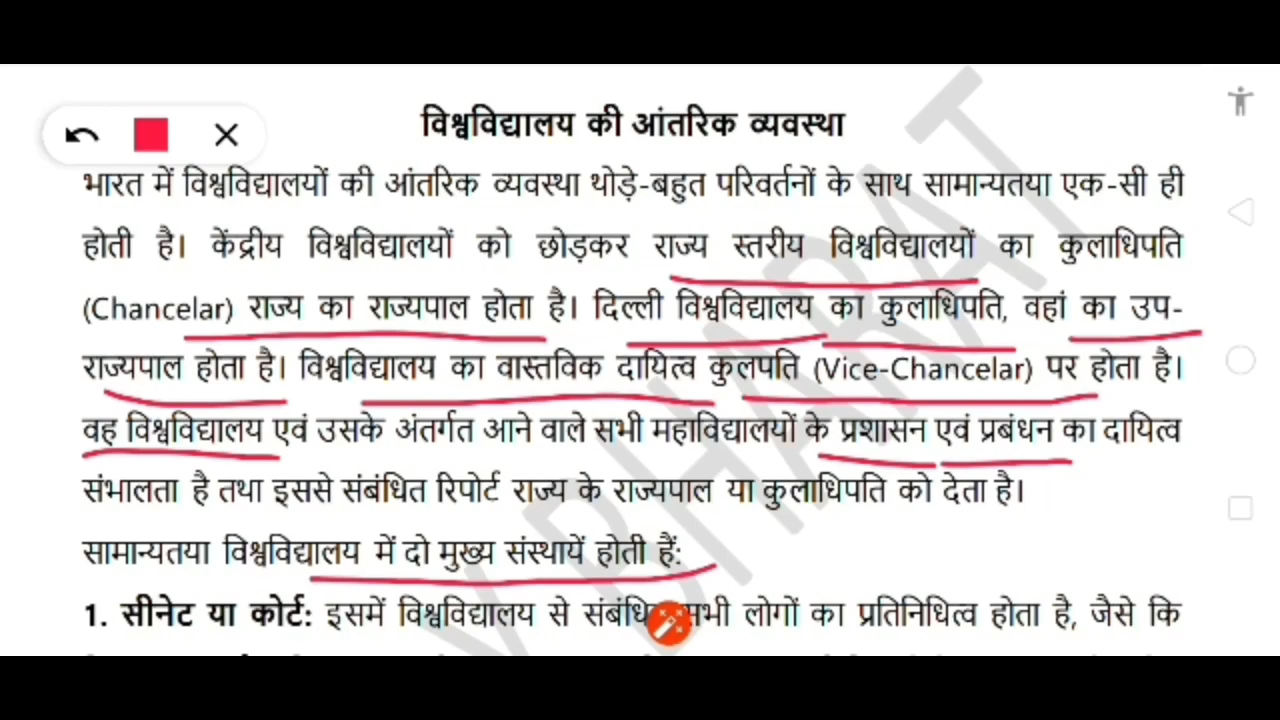 विश्वविद्यालय की आंतरिक व्यवस्था
भारत में विश्वविद्यालयों की आंतरिक व्यवस्था थोड़े-बहुत परिवर्तनों के साथ सामान्यतया एक-सी ही
होती है। केंद्रीय विश्वविद्यालयों को छोड़कर राज्य स्तरीय विश्वविद्यालयों का कुलाधिपति
(Chancelar) राज्य का राज्यपाल होता है। दिल्ली विश्वविद्यालय का कुलाधिपति, वहां का उप-
राज्यपाल होता है। विश्वविद्यालय का वास्तविक दायित्व कुलपति (Vice-Chancelar) पर होता है।
वह विश्वविद्यालय एवं उसके अंतर्गत आने वाले सभी महाविद्यालयों के प्रशासन एवं प्रबंधन का दायित्व
संभालता है तथा इससे संबंधित रिपोर्ट राज्य के राज्यपाल या कुलाधिपति को देता है।
सामान्यतया विश्वविद्यालय में दो मुख्य संस्थायें होती हैं:
1. सीनेट या कोर्ट: इसमें विश्वविद्यालय से लोगों का प्रतिनिधित्व होता है, जैसे कि
V BHARAT